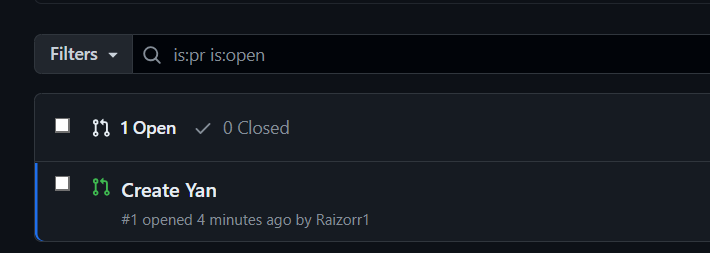 Filters
is:pr is:open
1 Open 0 Closed
Create Yan
#1 opened 4 minutes ago by Raizorr1